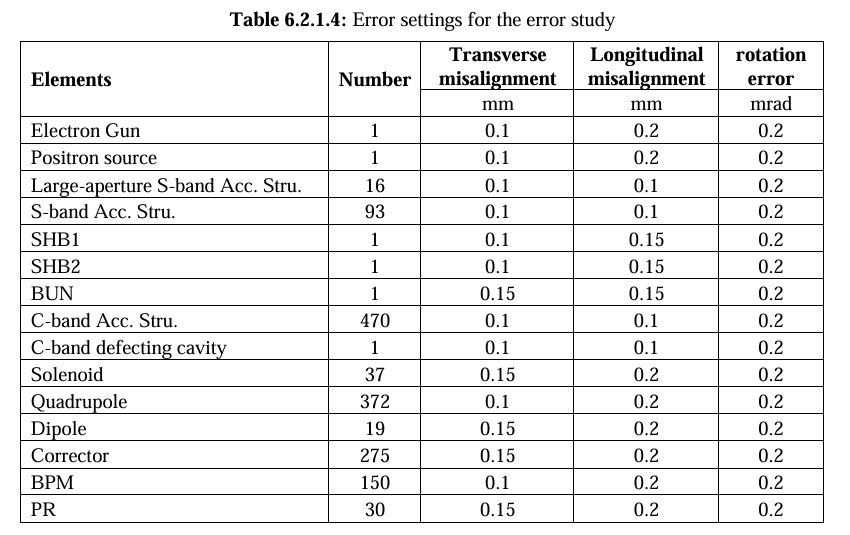 Table 6.2.1.4: Error settings for the error study
Elements Number Transverse misalignment Longitudinal misalignment rotation error
mm mm mrad
Electron Gun 1 0.1 0.2 0.2
Positron source 1 0.1 0.2 0.2
Large-aperture S-band Acc. Stru. 16 0.1 0.1 0.2
S-band Acc. Stru. 93 0.1 0.1 0.2
SHB1 1 0.1 0.15 0.2
SHB2 1 0.1 0.15 0.2
BUN 1 0.15 0.15 0.2
C-band Acc. Stru. 470 0.1 0.1 0.2
C-band defecting cavity 1 0.1 0.1 0.2
Solenoid 37 0.15 0.2 0.2
Quadrupole 372 0.1 0.2 0.2
Dipole 19 0.15 0.2 0.2
Corrector 275 0.15 0.2 0.2
BPM 150 0.1 0.2 0.2
PR 30 0.15 0.2 0.2